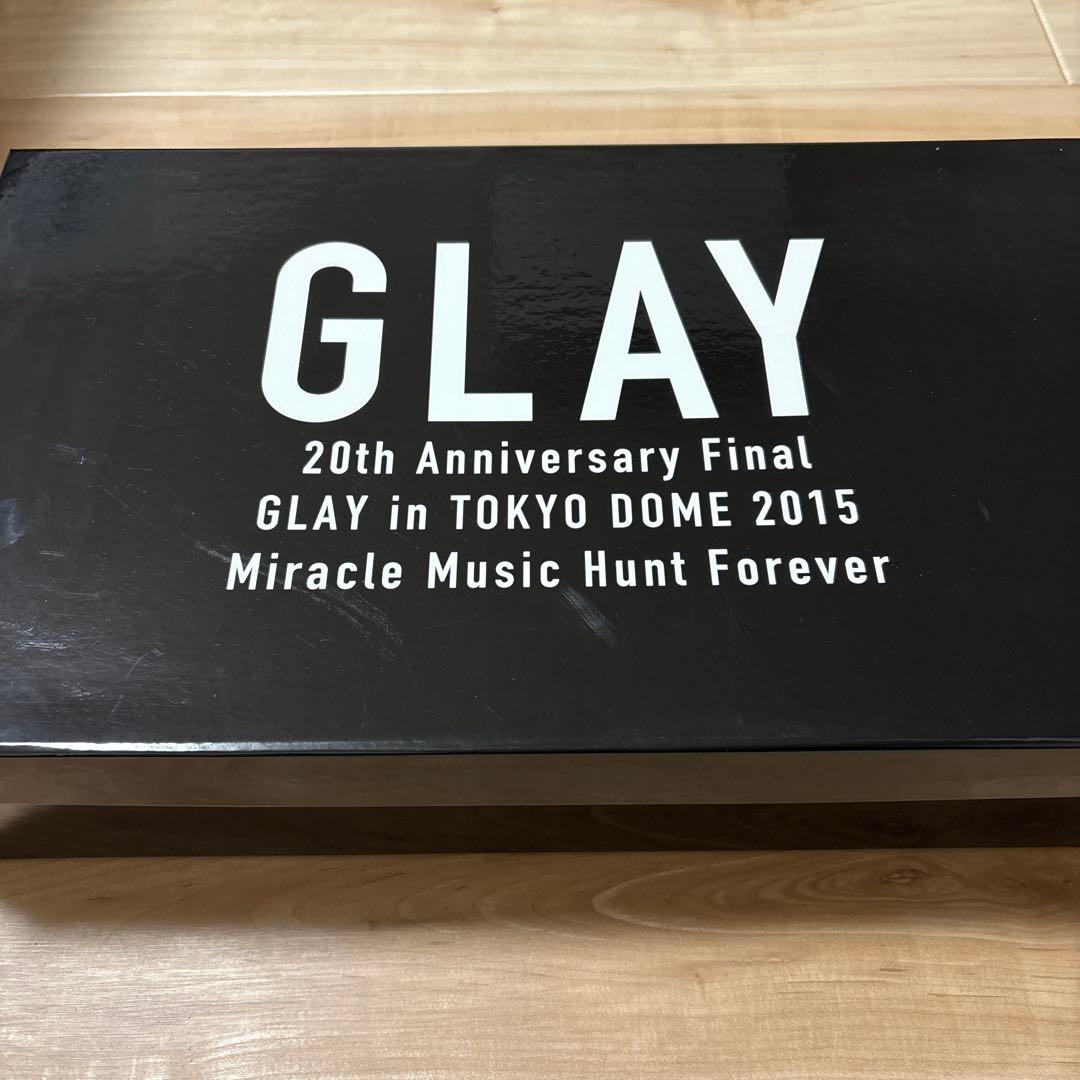 GLAY
20th Anniversary Final
GLAY in TOKYO DOME 2015
Miracle Music Hunt Forever